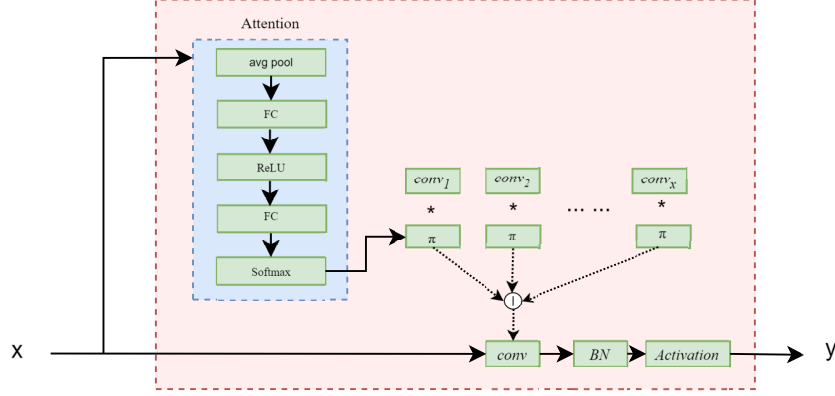 Attention
avg pool
FC
ReLU
FC
Softmax
conv₁ conv₂ convₓ
* * ... ... *
π π π
x conv BN Activation y